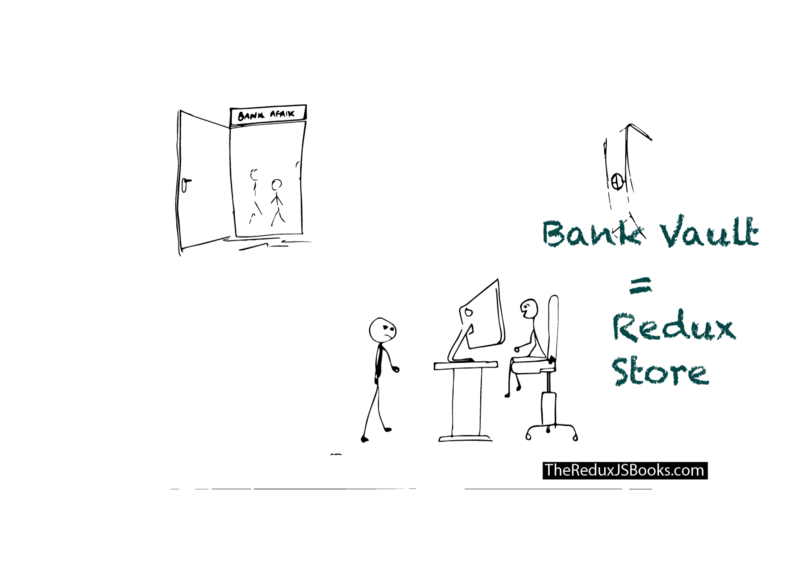 BANK AFRIK
Bank Vault
=
Redux
Store
TheReduxJSBooks.com